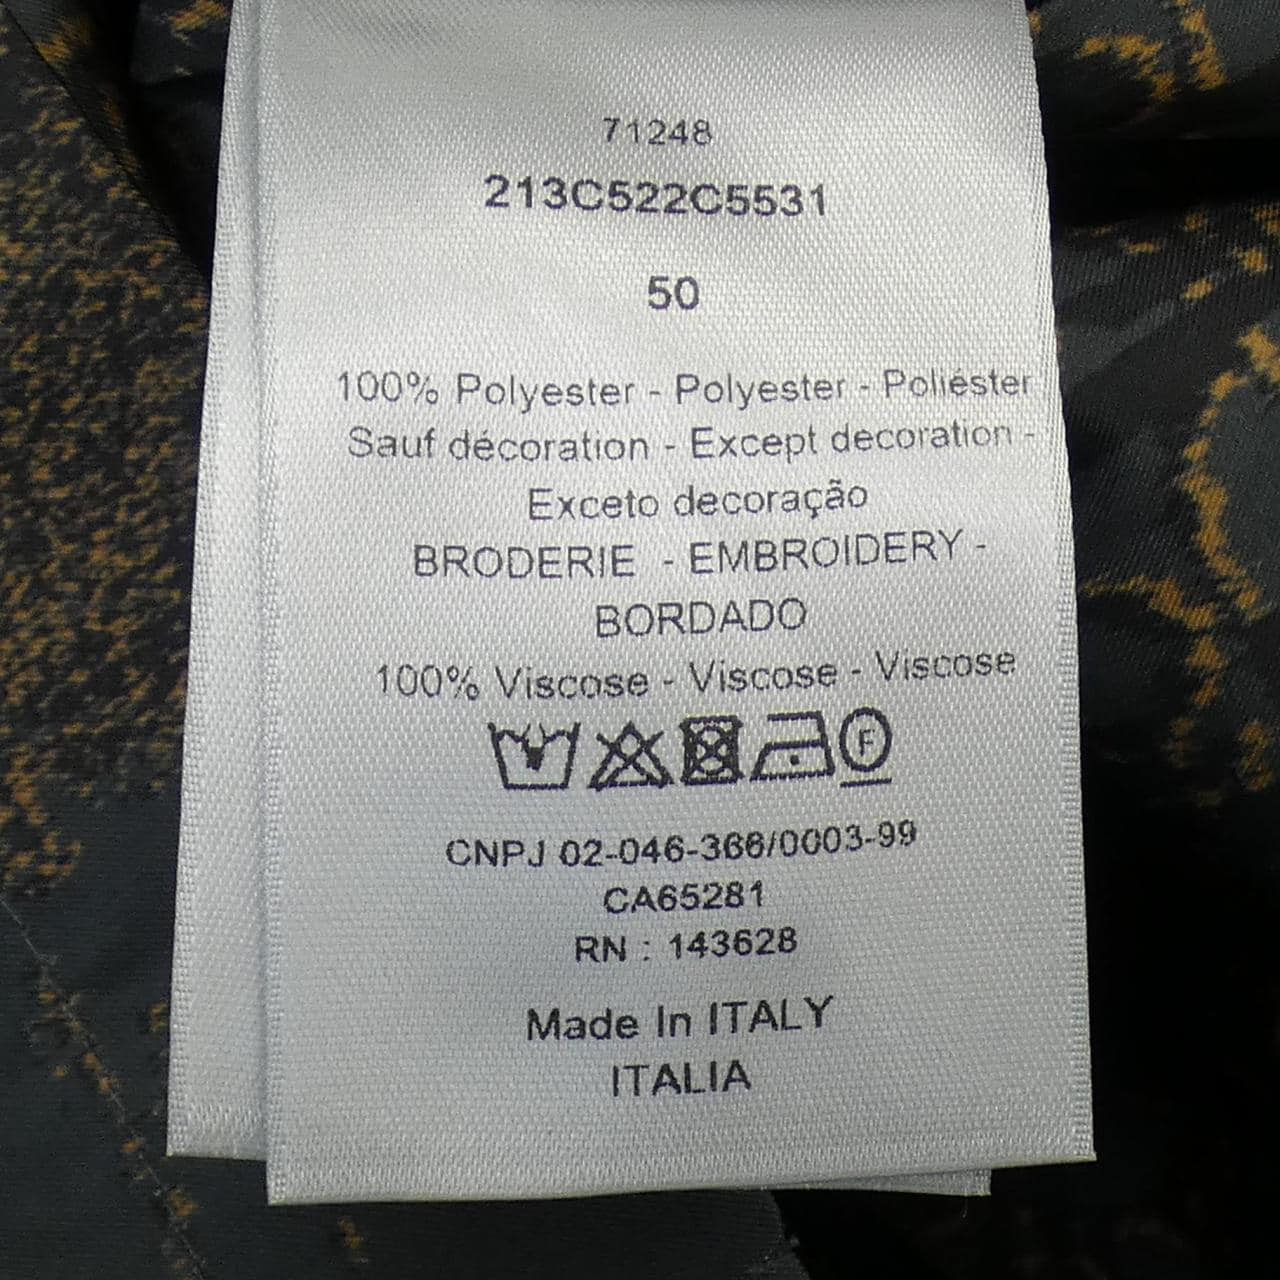 71248
213C522C5531
50
100% Polyester - Polyester - Poliéster
Sauf décoration - Except decoration -
Exceto decoração
BRODERIE - EMBROIDERY -
BORDADO
100% Viscose - Viscose - Viscose
F
CNPJ 02-046-366/0003-99
CA65281
RN : 143628
Made In ITALY
ITALIA